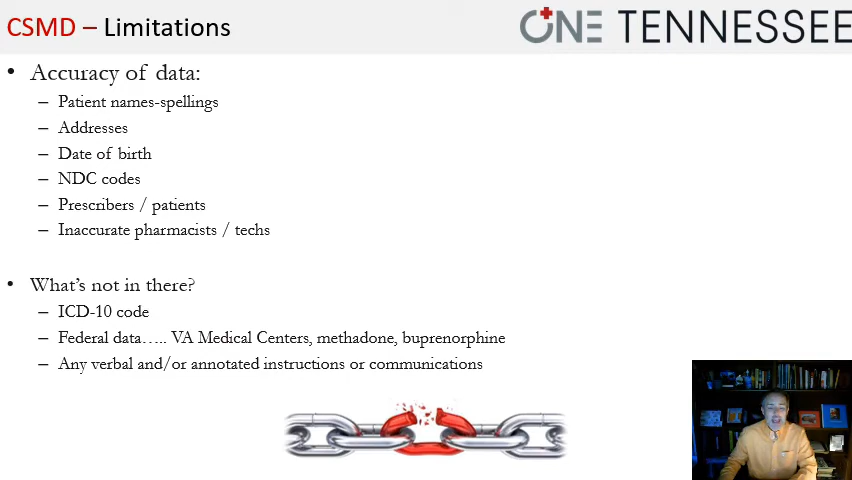 CSMD – Limitations
ONE TENNESSEE
• Accuracy of data:
– Patient names-spellings
– Addresses
– Date of birth
– NDC codes
– Prescribers / patients
– Inaccurate pharmacists / techs
• What's not in there?
– ICD-10 code
– Federal data….. VA Medical Centers, methadone, buprenorphine
– Any verbal and/or annotated instructions or communications